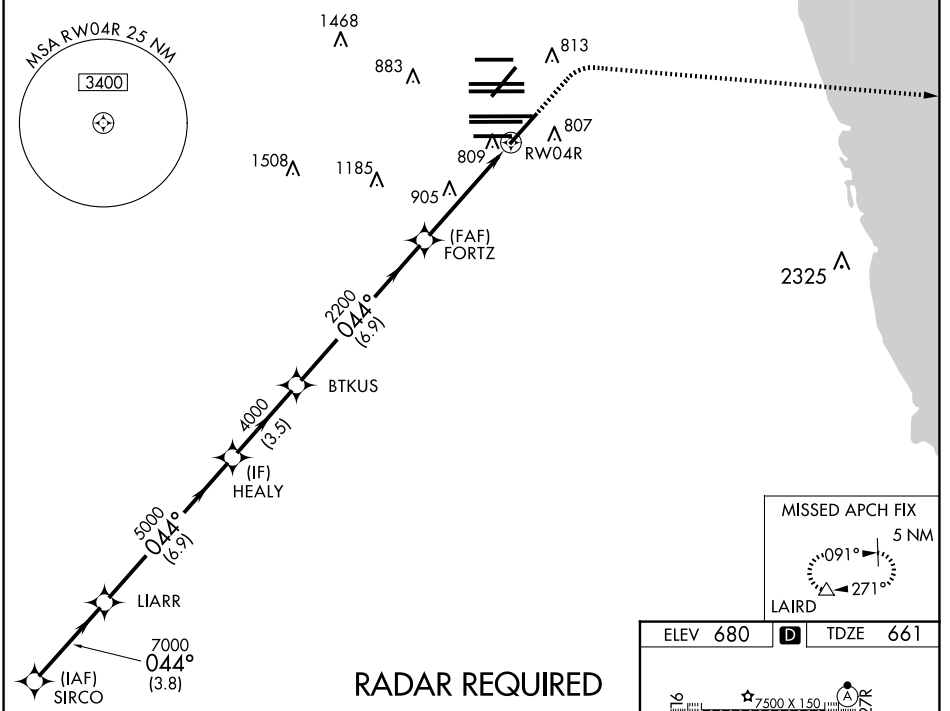 MSA RW04R 25 NM
3400
1468
883
813
1508
1185
809
807
RW04R
905
(FAF)
FORTZ
2325
2200
044°
(6.9)
BTKUS
4000
(3.5)
(IF)
HEALY
5000
044°
(6.9)
LIARR
7000
044°
(3.8)
(IAF)
SIRCO
RADAR REQUIRED
MISSED APCH FIX
5 NM
091°
271°
LAIRD
ELEV 680 D TDZE 661
7500 X 150
A
27R